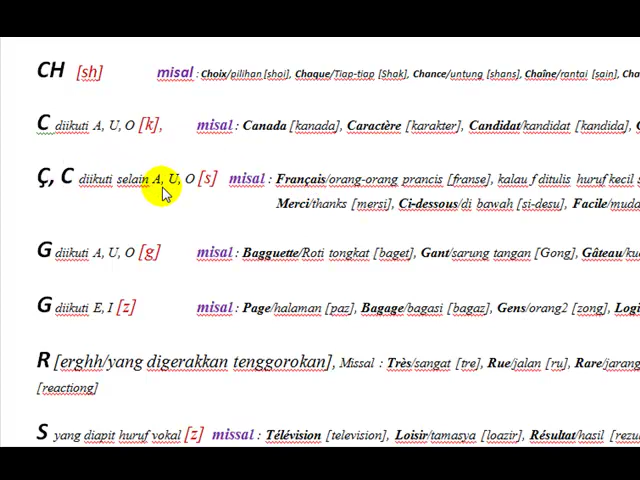 CH [sh] misal : Choix/pilihan [shoi], Chaque/Tiap-tiap [Shak], Chance/untung [shans], Chaîne/rantai [sain], Cha
C diikuti A, U, O [k], misal : Canada [kanada], Caractère [karakter], Candidat/kandidat [kandida],
Ç, C diikuti selain A, U, O [s] misal : Français/orang-orang prancis [franse], kalau f ditulis huruf kecil s
Merci/thanks [mersi], Ci-dessous/di bawah [si-desu], Facile/muda
G diikuti A, U, O [g] misal : Bagguette/Roti tongkat [baget], Gant/sarung tangan [Gong], Gâteau/ku
G diikuti E, I [z] misal : Page/halaman [paz], Bagage/bagasi [bagaz], Gens/orang2 [zong], Logi
R [erghh/yang digerakkan tenggorokan], Missal : Très/sangat [tre], Rue/jalan [ru], Rare/jarang
[reactiong]
S yang diapit huruf vokal [z] missal : Télévision [television], Loisir/tamasya [loazir], Résultat/hasil [rezu